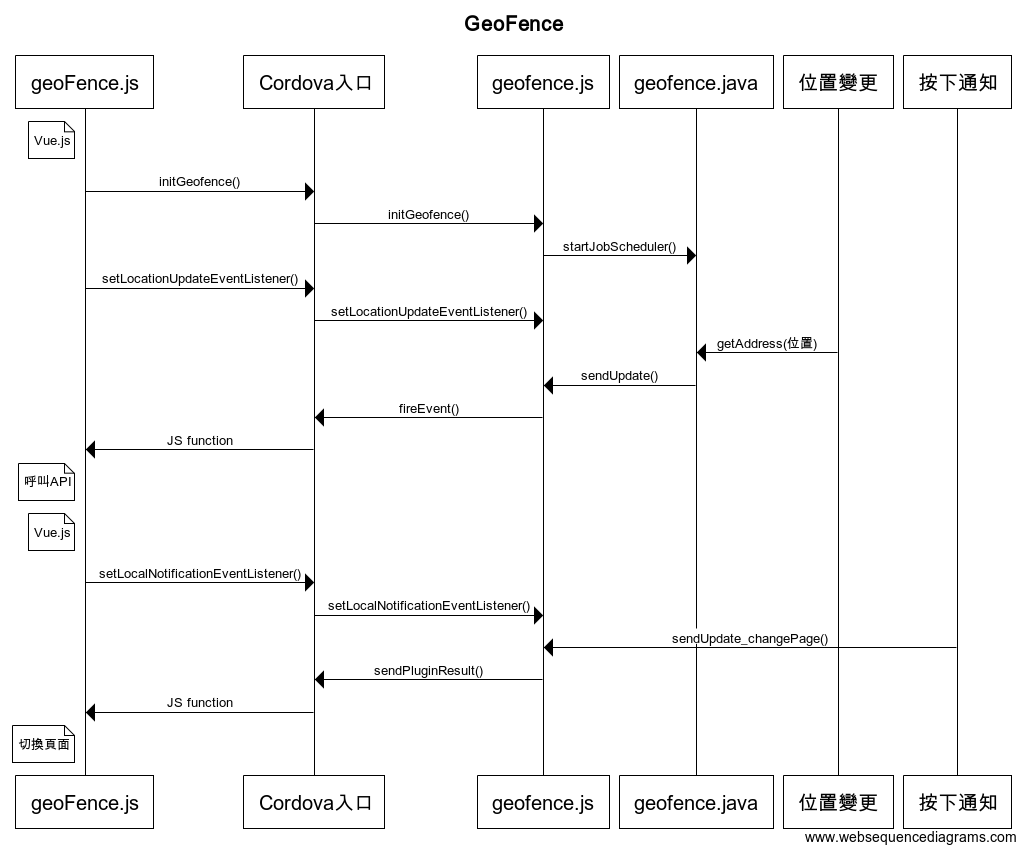 GeoFence
geoFence.js
Cordova入口
geofence.js
geofence.java
位置變更
按下通知
Vue.js
initGeofence()
initGeofence()
startJobScheduler()
setLocationUpdateEventListener()
setLocationUpdateEventListener()
getAddress(位置)
sendUpdate()
fireEvent()
JS function
呼叫API
Vue.js
setLocalNotificationEventListener()
setLocalNotificationEventListener()
sendUpdate_changePage()
sendPluginResult()
JS function
切換頁面
geoFence.js
Cordova入口
geofence.js
geofence.java
位置變更
按下通知
www.websequencediagrams.com